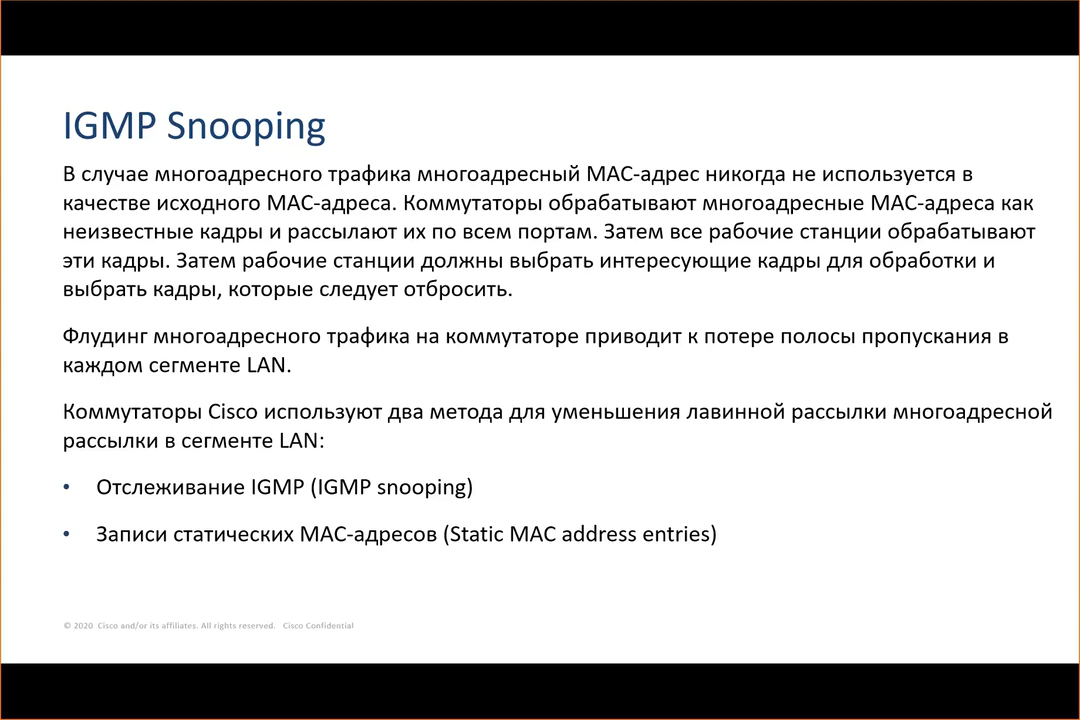 IGMP Snooping
В случае многоадресного трафика многоадресный MAC-адрес никогда не используется в
качестве исходного MAC-адреса. Коммутаторы обрабатывают многоадресные MAC-адреса как
неизвестные кадры и рассылают их по всем портам. Затем все рабочие станции обрабатывают
эти кадры. Затем рабочие станции должны выбрать интересующие кадры для обработки и
выбрать кадры, которые следует отбросить.
Флудинг многоадресного трафика на коммутаторе приводит к потере полосы пропускания в
каждом сегменте LAN.
Коммутаторы Cisco используют два метода для уменьшения лавинной рассылки многоадресной
рассылки в сегменте LAN:
• Отслеживание IGMP (IGMP snooping)
• Записи статических MAC-адресов (Static MAC address entries)
© 2020 Cisco and/or its affiliates. All rights reserved. Cisco Confidential